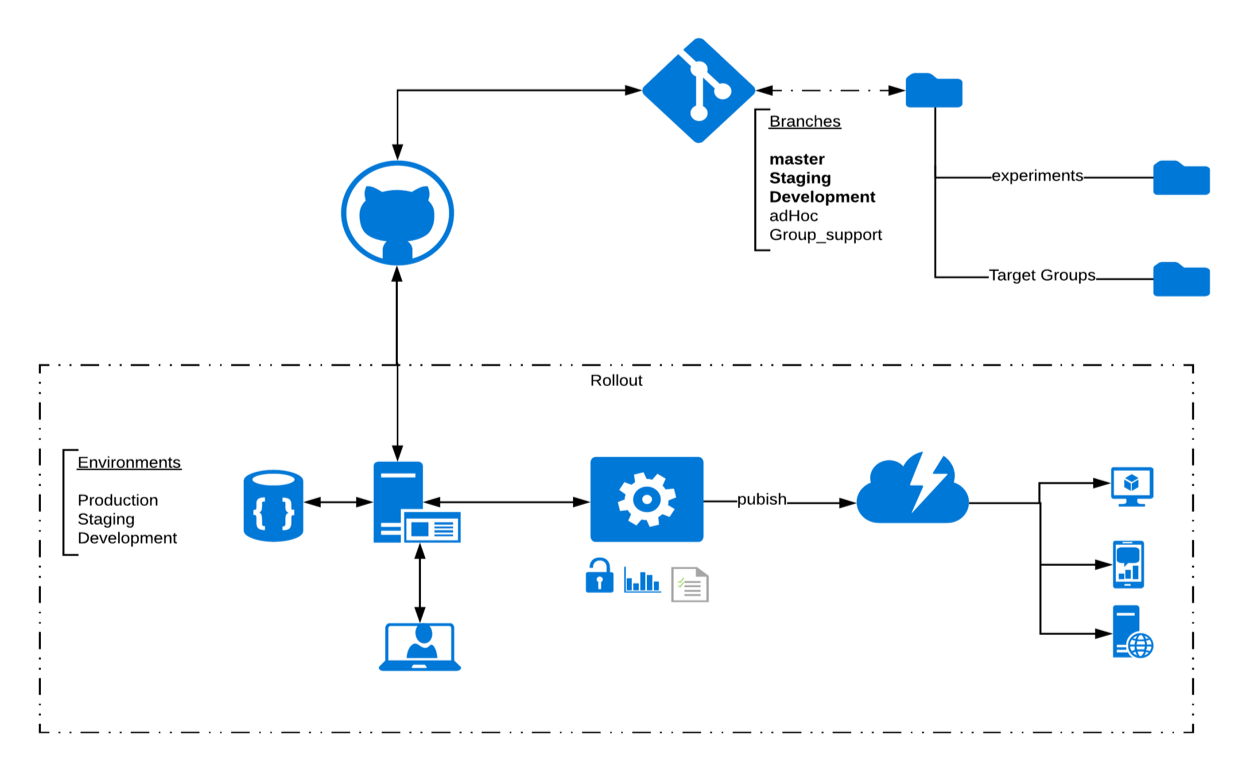 Branches
master
Staging
Development
adHoc
Group_support
experiments
Target Groups
Rollout
Environments
Production
Staging
Development
{ }
pubish